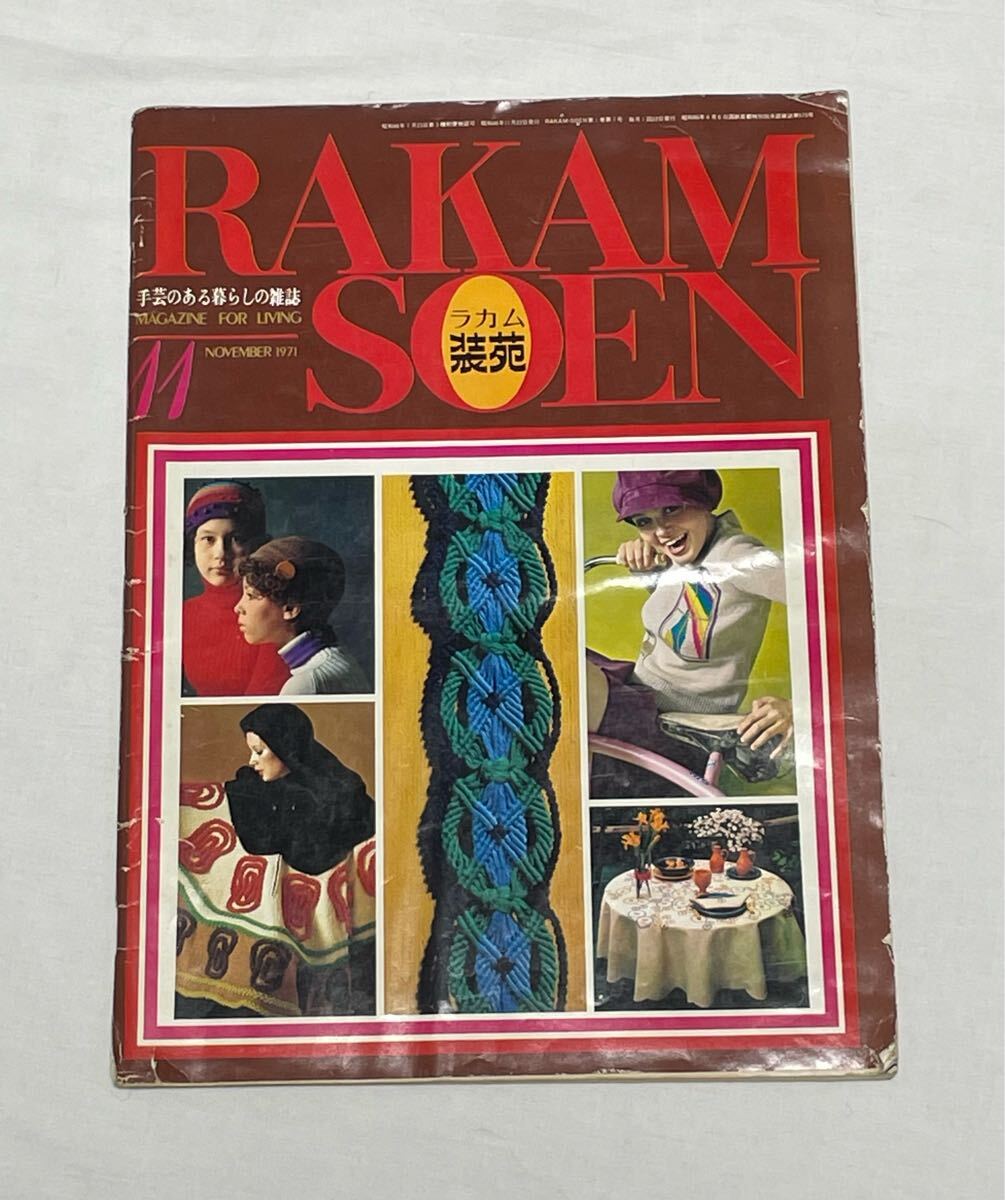 RAKAM
SOEN
ラカム
装苑
手芸のある暮らしの雑誌
MAGAZINE FOR LIVING
11 NOVEMBER 1971